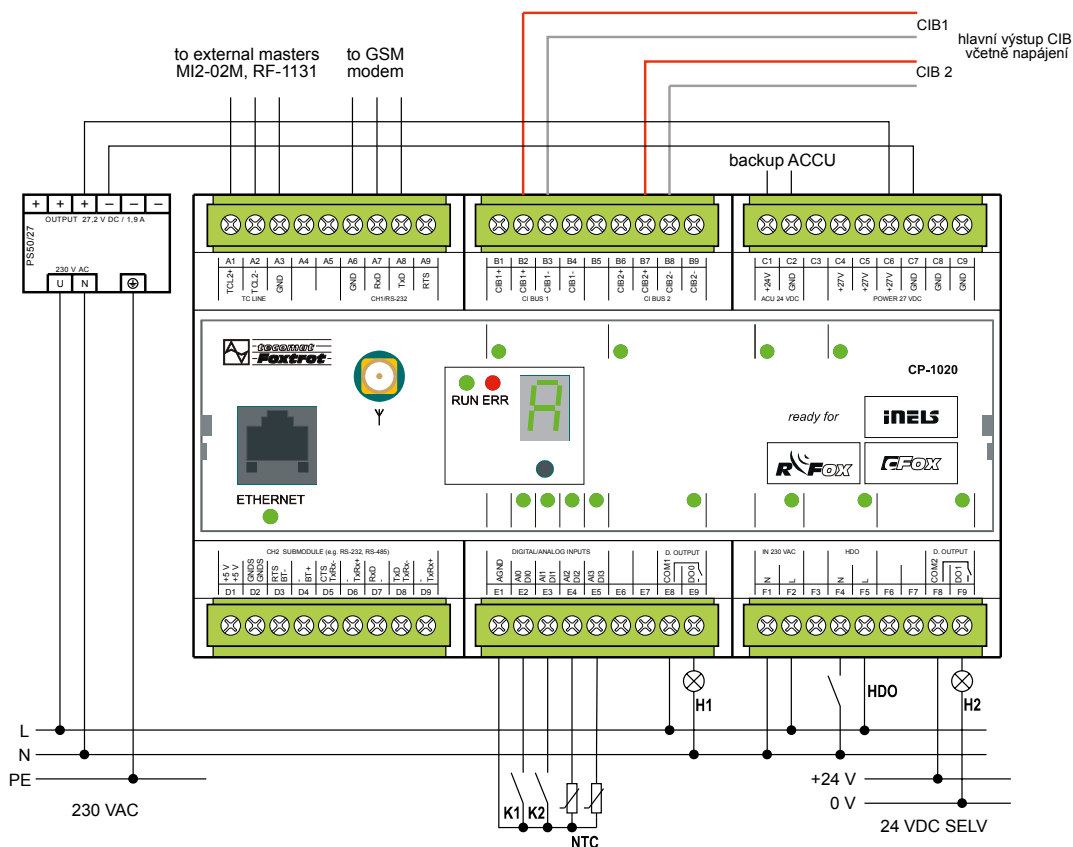 CIB1
hlavní výstup CIB
včetně napájení
CIB 2
to external masters
MI2-02M, RF-1131
to GSM
modem
backup ACCU
+ + + – – –
OUTPUT 27,2 V DC / 1,9 A
PS50/27
230 V AC
U N
A1 A2 A3 A4 A5 A6 A7 A8 A9
TCL2+ TCL2- GND GND RxD TxD RTS
TC LINE CH1/RS-232
B1 B2 B3 B4 B5 B6 B7 B8 B9
CIB1+ CIB1+ CIB1- CIB1- CIB2+ CIB2+ CIB2- CIB2-
CI BUS 1 CI BUS 2
C1 C2 C3 C4 C5 C6 C7 C8 C9
+24V GND +27V +27V +27V GND GND GND
ACU 24 VDC POWER 27 VDC
tecomat
Foxtrot
RUN ERR
A
CP-1020
ready for
iNELS
RFox
CFox
ETHERNET
CH2 SUBMODULE (e.g. RS-232, RS-485)
+5 V GNDS RTS - CTS - RxD TxD -
+5 V GNDS BT- BT+ TxRx- TxRx+ - TxRx- TxRx+
D1 D2 D3 D4 D5 D6 D7 D8 D9
DIGITAL/ANALOG INPUTS D. OUTPUT
AGND AI0 AI1 AI2 AI3 COM1 DO0
DI0 DI1 DI2 DI3
E1 E2 E3 E4 E5 E6 E7 E8 E9
IN 230 VAC HDO D. OUTPUT
N L N L COM2 DO1
F1 F2 F3 F4 F5 F6 F7 F8 F9
H1
HDO
H2
L
N
PE
230 VAC
K1 K2
NTC
+24 V
0 V
24 VDC SELV